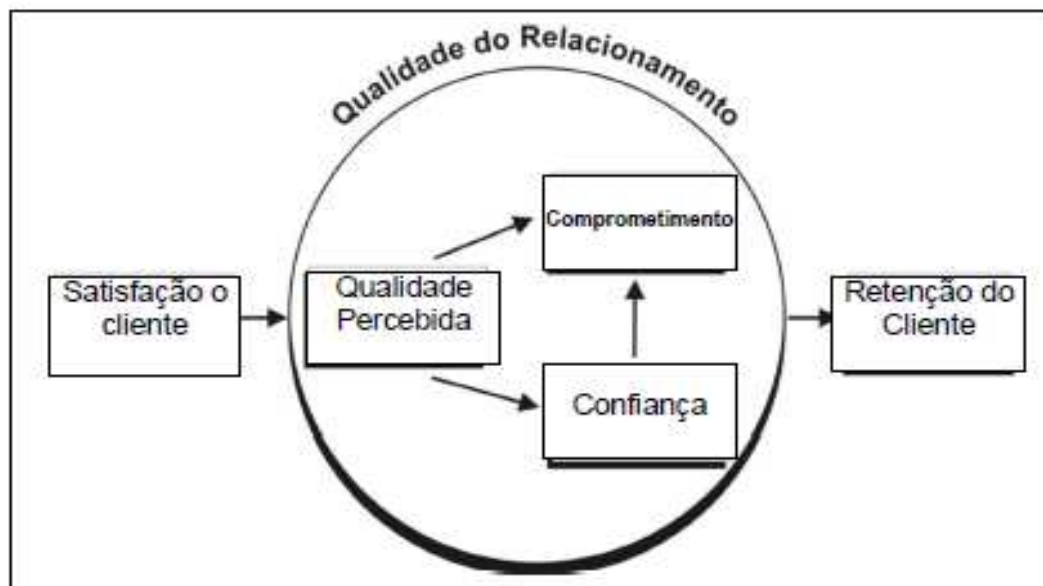 Qualidade do Relacionamento
Comprometimento
Satisfação o
cliente
Qualidade
Percebida
Retenção do
Cliente
Confiança